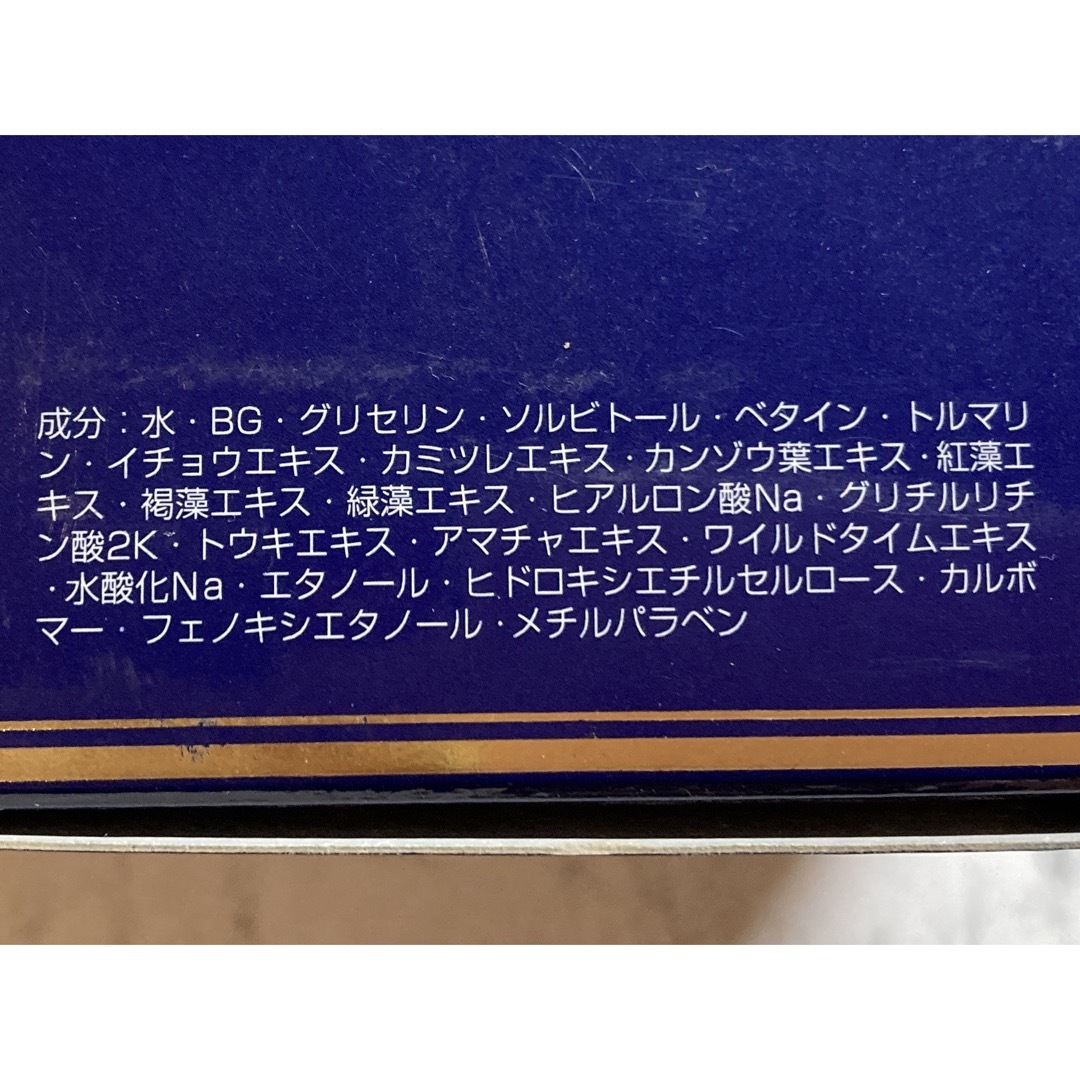 成分：水・BG・グリセリン・ソルビトール・ベタイン・トルマリ
ン・イチョウエキス・カミツレエキス・カンゾウ葉エキス・紅藻エ
キス・褐藻エキス・緑藻エキス・ヒアルロン酸Na・グリチルリチ
ン酸2K・トウキエキス・アマチャエキス・ワイルドタイムエキス
・水酸化Na・エタノール・ヒドロキシエチルセルロース・カルボ
マー・フェノキシエタノール・メチルパラベン